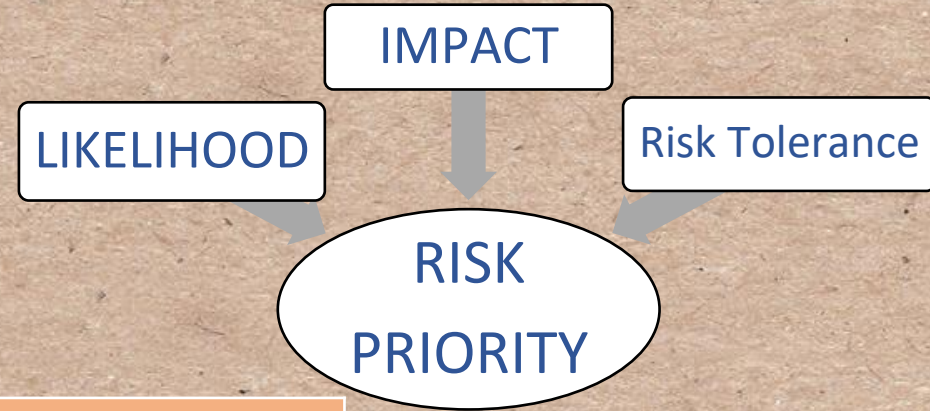 IMPACT
LIKELIHOOD
Risk Tolerance
RISK
PRIORITY